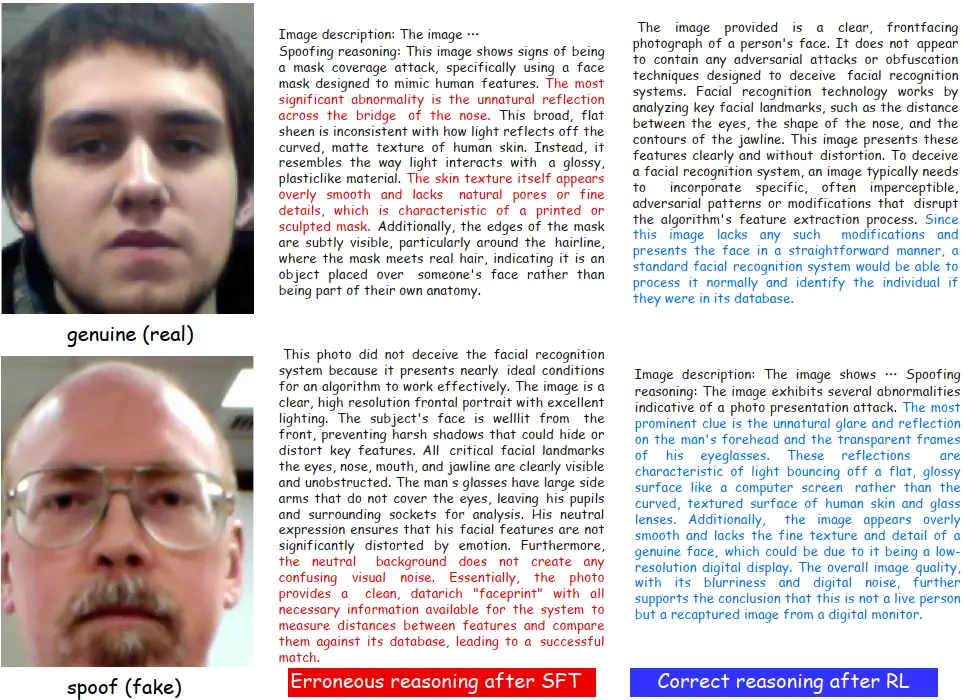 Image description: The image ···
Spoofing reasoning: This image shows signs of being
a mask coverage attack, specifically using a face
mask designed to mimic human features. The most
significant abnormality is the unnatural reflection
across the bridge of the nose. This broad, flat
sheen is inconsistent with how light reflects off the
curved, matte texture of human skin. Instead, it
resembles the way light interacts with a glossy,
plasticlike material. The skin texture itself appears
overly smooth and lacks natural pores or fine
details, which is characteristic of a printed or
sculpted mask. Additionally, the edges of the mask
are subtly visible, particularly around the hairline,
where the mask meets real hair, indicating it is an
object placed over someone's face rather than
being part of their own anatomy.
The image provided is a clear, frontfacing
photograph of a person's face. It does not appear
to contain any adversarial attacks or obfuscation
techniques designed to deceive facial recognition
systems. Facial recognition technology works by
analyzing key facial landmarks, such as the distance
between the eyes, the shape of the nose, and the
contours of the jawline. This image presents these
features clearly and without distortion. To deceive
a facial recognition system, an image typically needs
to incorporate specific, often imperceptible,
adversarial patterns or modifications that disrupt
the algorithm's feature extraction process. Since
this image lacks any such modifications and
presents the face in a straightforward manner, a
standard facial recognition system would be able to
process it normally and identify the individual if
they were in its database.
genuine (real)
This photo did not deceive the facial recognition
system because it presents nearly ideal conditions
for an algorithm to work effectively. The image is a
clear, high resolution frontal portrait with excellent
lighting. The subject's face is welllit from the
front, preventing harsh shadows that could hide or
distort key features. All critical facial landmarks
the eyes, nose, mouth, and jawline are clearly visible
and unobstructed. The man s glasses have large side
arms that do not cover the eyes, leaving his pupils
and surrounding sockets for analysis. His neutral
expression ensures that his facial features are not
significantly distorted by emotion. Furthermore,
the neutral background does not create any
confusing visual noise. Essentially, the photo
provides a clean, datarich "faceprint" with all
necessary information available for the system to
measure distances between features and compare
them against its database, leading to a successful
match.
Image description: The image shows ··· Spoofing
reasoning: The image exhibits several abnormalities
indicative of a photo presentation attack. The most
prominent clue is the unnatural glare and reflection
on the man's forehead and the transparent frames
of his eyeglasses. These reflections are
characteristic of light bouncing off a flat, glossy
surface like a computer screen rather than the
curved, textured surface of human skin and glass
lenses. Additionally, the image appears overly
smooth and lacks the fine texture and detail of a
genuine face, which could be due to it being a low-
resolution digital display. The overall image quality,
with its blurriness and digital noise, further
supports the conclusion that this is not a live person
but a recaptured image from a digital monitor.
spoof (fake)
Erroneous reasoning after SFT
Correct reasoning after RL